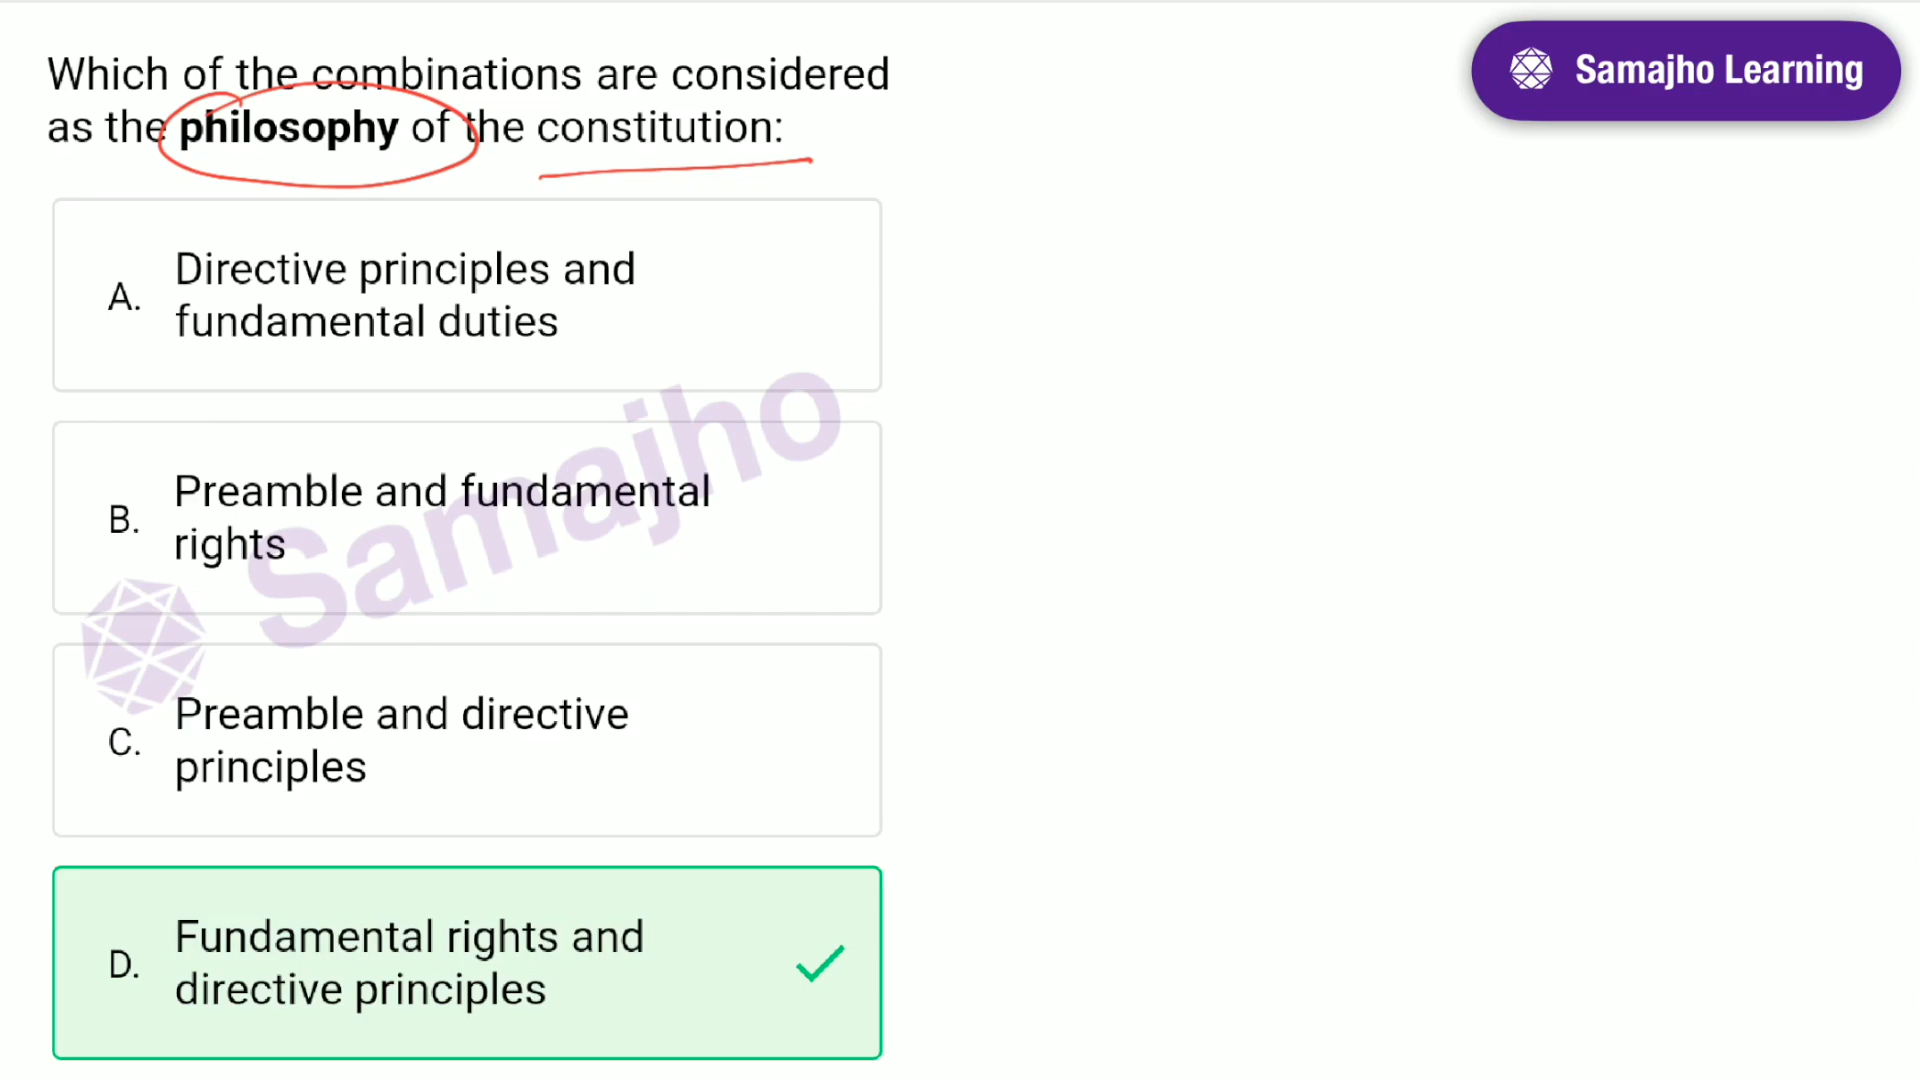 Samajho Learning
Which of the combinations are considered
as the philosophy of the constitution:
A.
Directive principles and
fundamental duties
B.
Preamble and fundamental
rights
C.
Preamble and directive
principles
D.
Fundamental rights and
directive principles
Samajho